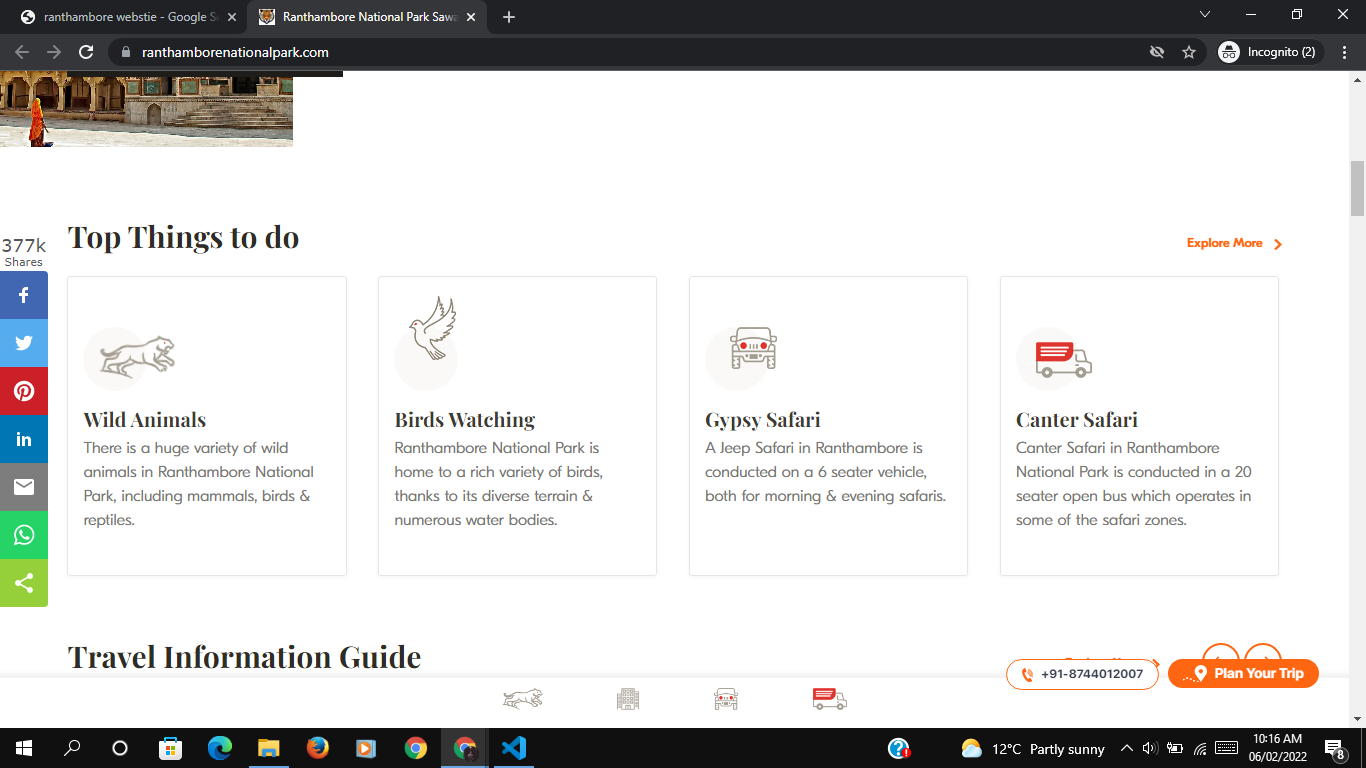 ranthambore webstie - Google S
Ranthambore National Park Sawa
ranthamborenationalpark.com
Incognito (2)
Top Things to do
Explore More
377k
Shares
Wild Animals
There is a huge variety of wild
animals in Ranthambore National
Park, including mammals, birds &
reptiles.
Birds Watching
Ranthambore National Park is
home to a rich variety of birds,
thanks to its diverse terrain &
numerous water bodies.
Gypsy Safari
A Jeep Safari in Ranthambore is
conducted on a 6 seater vehicle,
both for morning & evening safaris.
Canter Safari
Canter Safari in Ranthambore
National Park is conducted in a 20
seater open bus which operates in
some of the safari zones.
Travel Information Guide
+91-8744012007
Plan Your Trip
12°C Partly sunny
10:16 AM
06/02/2022
8